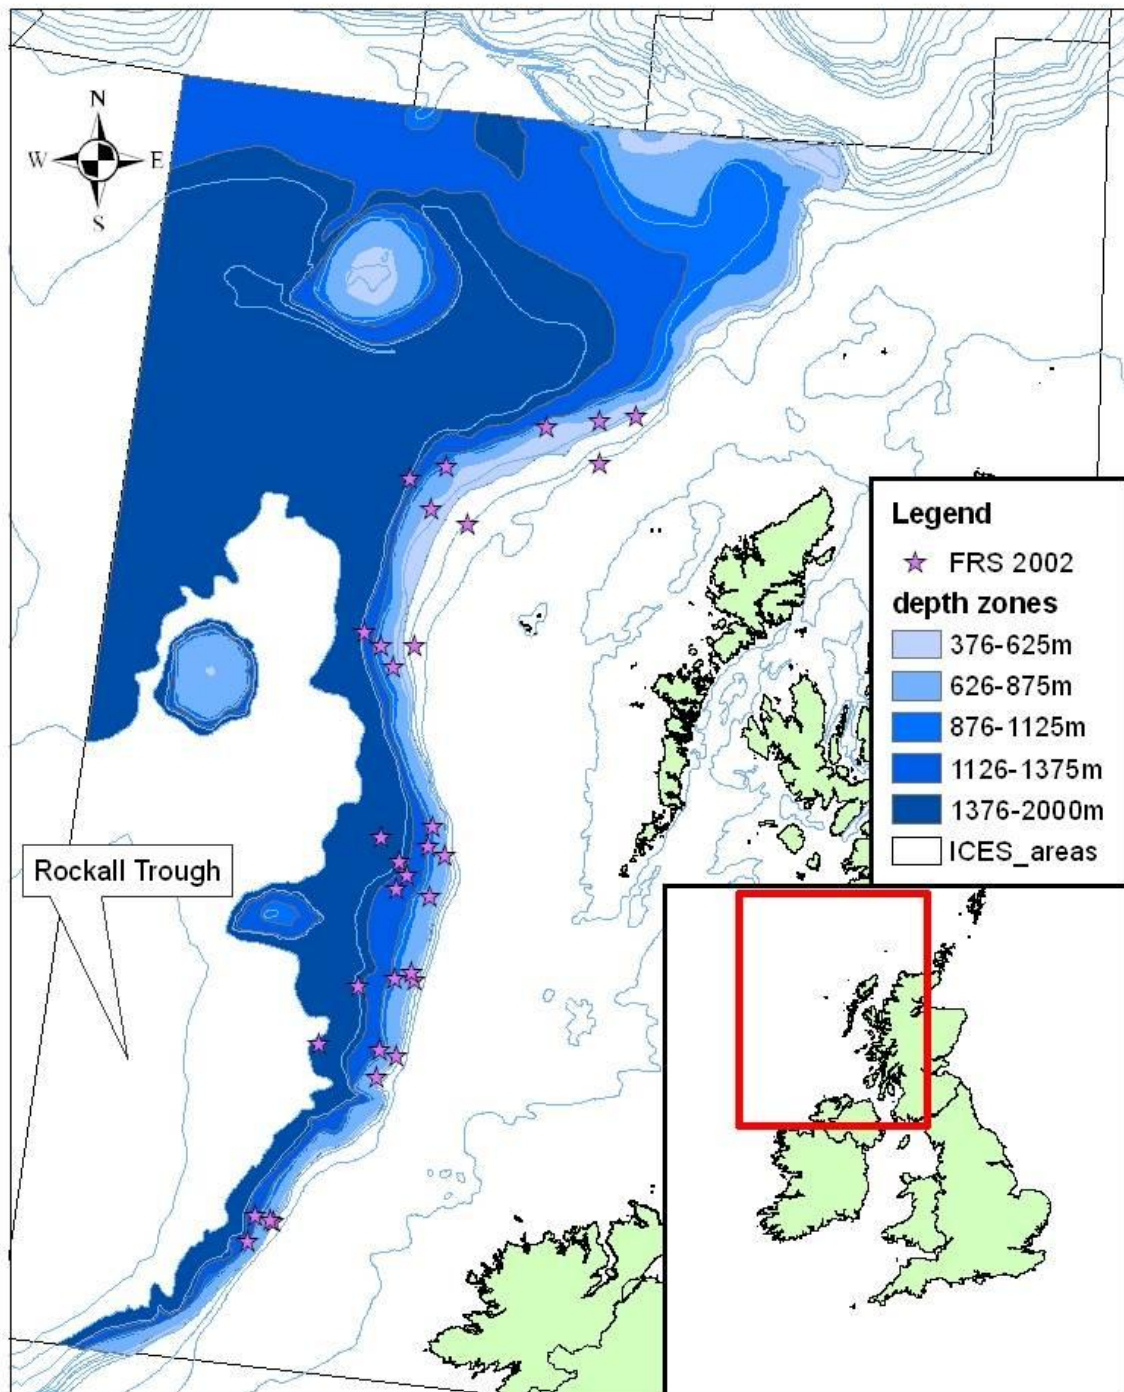 N
W E
S
Legend
FRS 2002
depth zones
376-625m
626-875m
876-1125m
1126-1375m
1376-2000m
ICES_areas
Rockall Trough